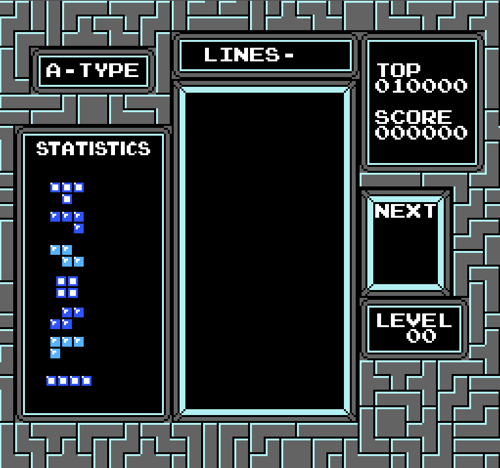 LINES-
A-TYPE
TOP
010000
SCORE
000000
STATISTICS
NEXT
LEVEL
00